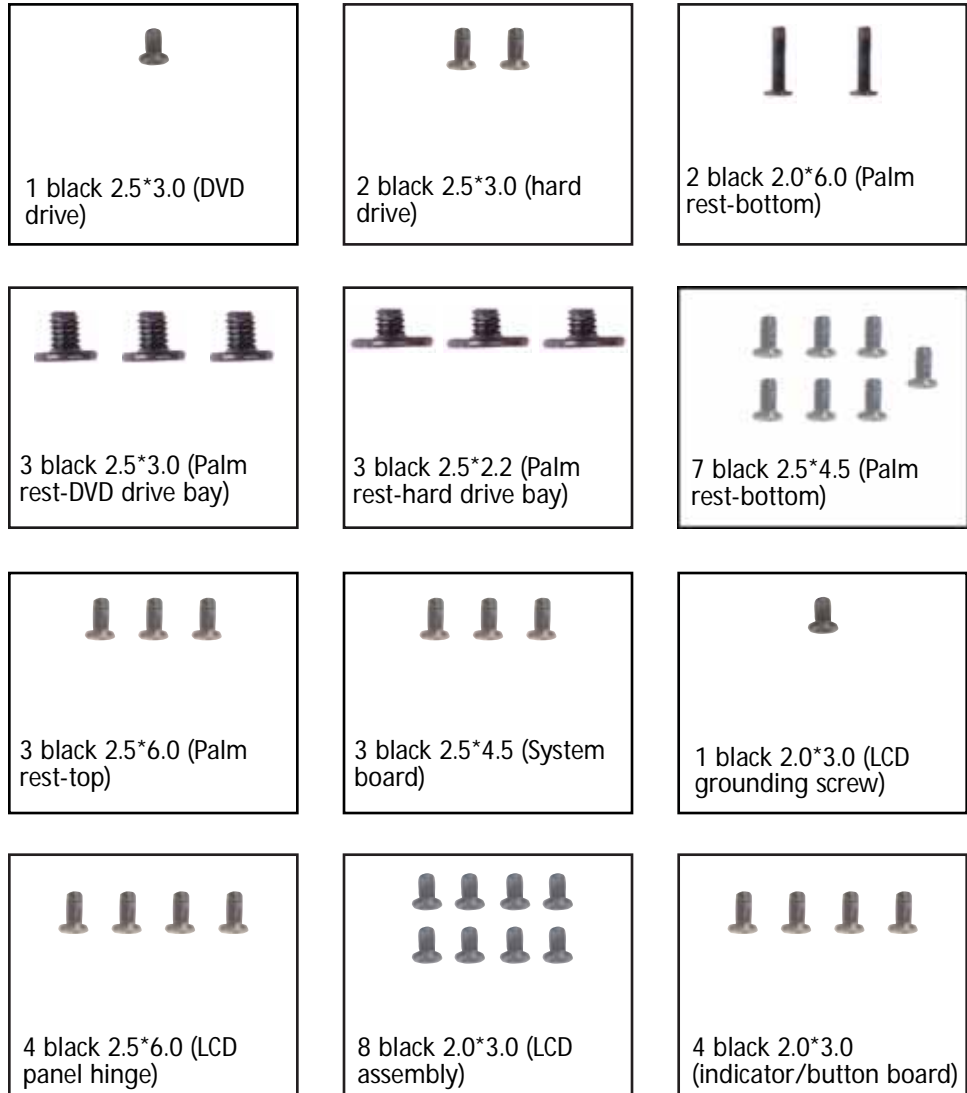 1 black 2.5*3.0 (DVD
drive)
2 black 2.5*3.0 (hard
drive)
2 black 2.0*6.0 (Palm
rest-bottom)
3 black 2.5*3.0 (Palm
rest-DVD drive bay)
3 black 2.5*2.2 (Palm
rest-hard drive bay)
7 black 2.5*4.5 (Palm
rest-bottom)
3 black 2.5*6.0 (Palm
rest-top)
3 black 2.5*4.5 (System
board)
1 black 2.0*3.0 (LCD
grounding screw)
4 black 2.5*6.0 (LCD
panel hinge)
8 black 2.0*3.0 (LCD
assembly)
4 black 2.0*3.0
(indicator/button board)